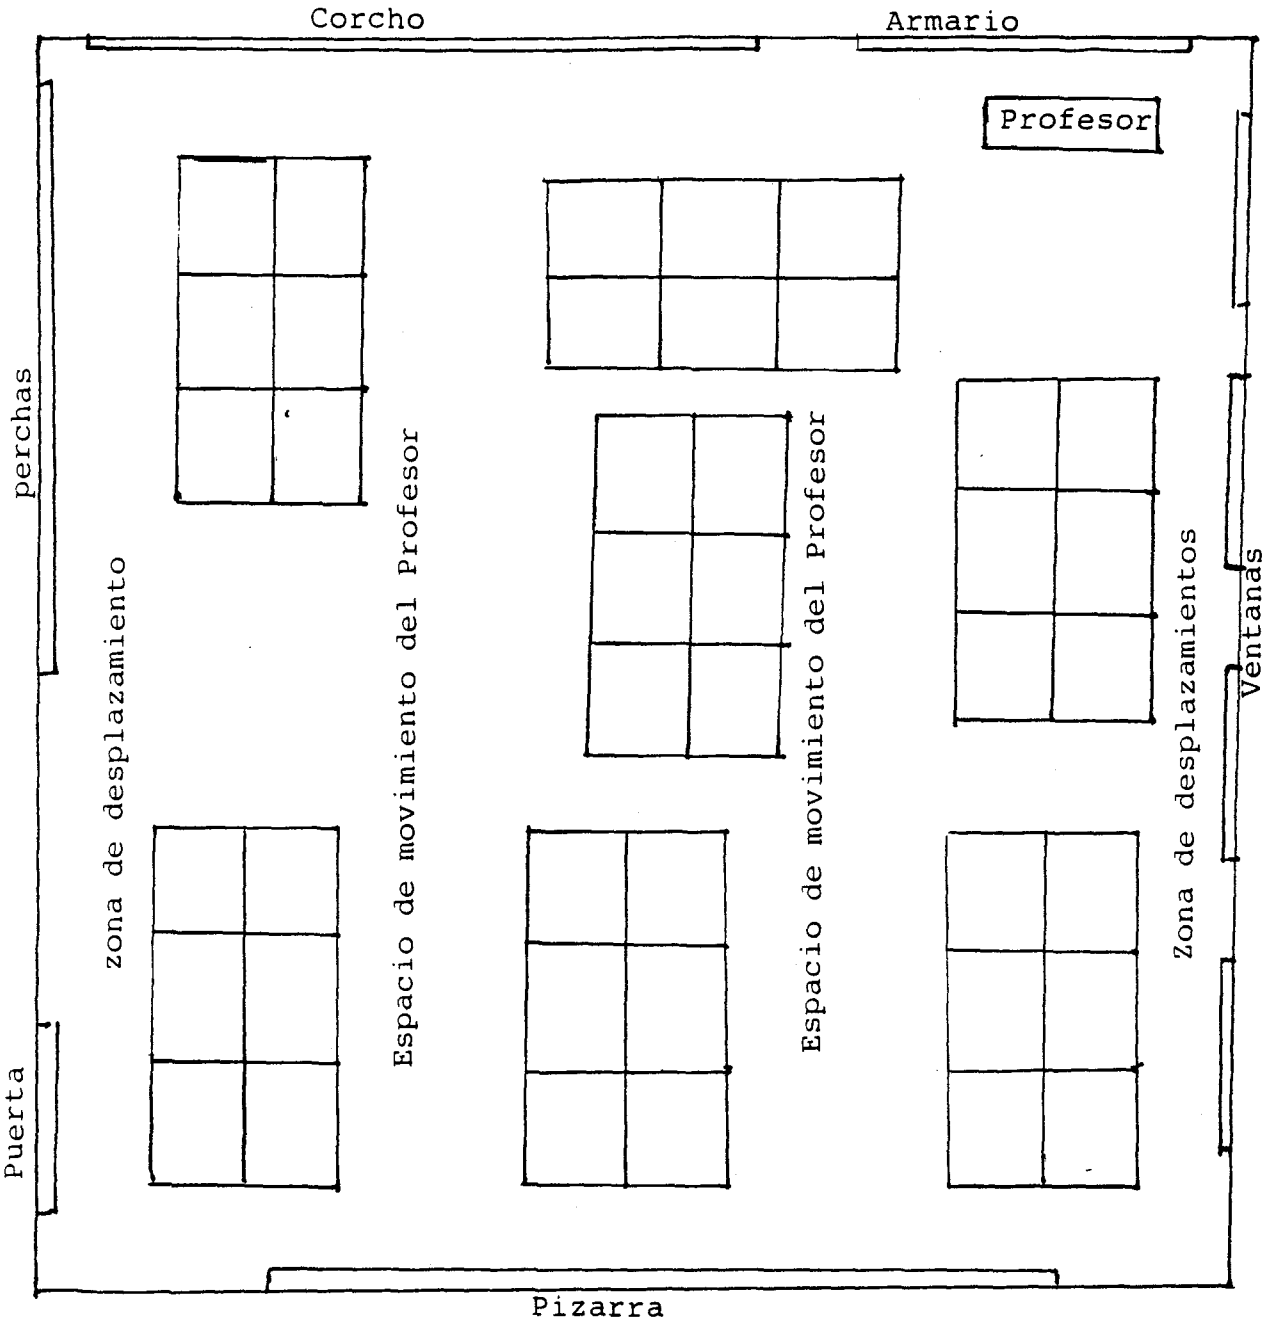 Corcho
Armario
Profesor
perchas
zona de desplazamiento
Espacio de movimiento del Profesor
Espacio de movimiento del Profesor
Zona de desplazamientos
Ventanas
Puerta
Pizarra